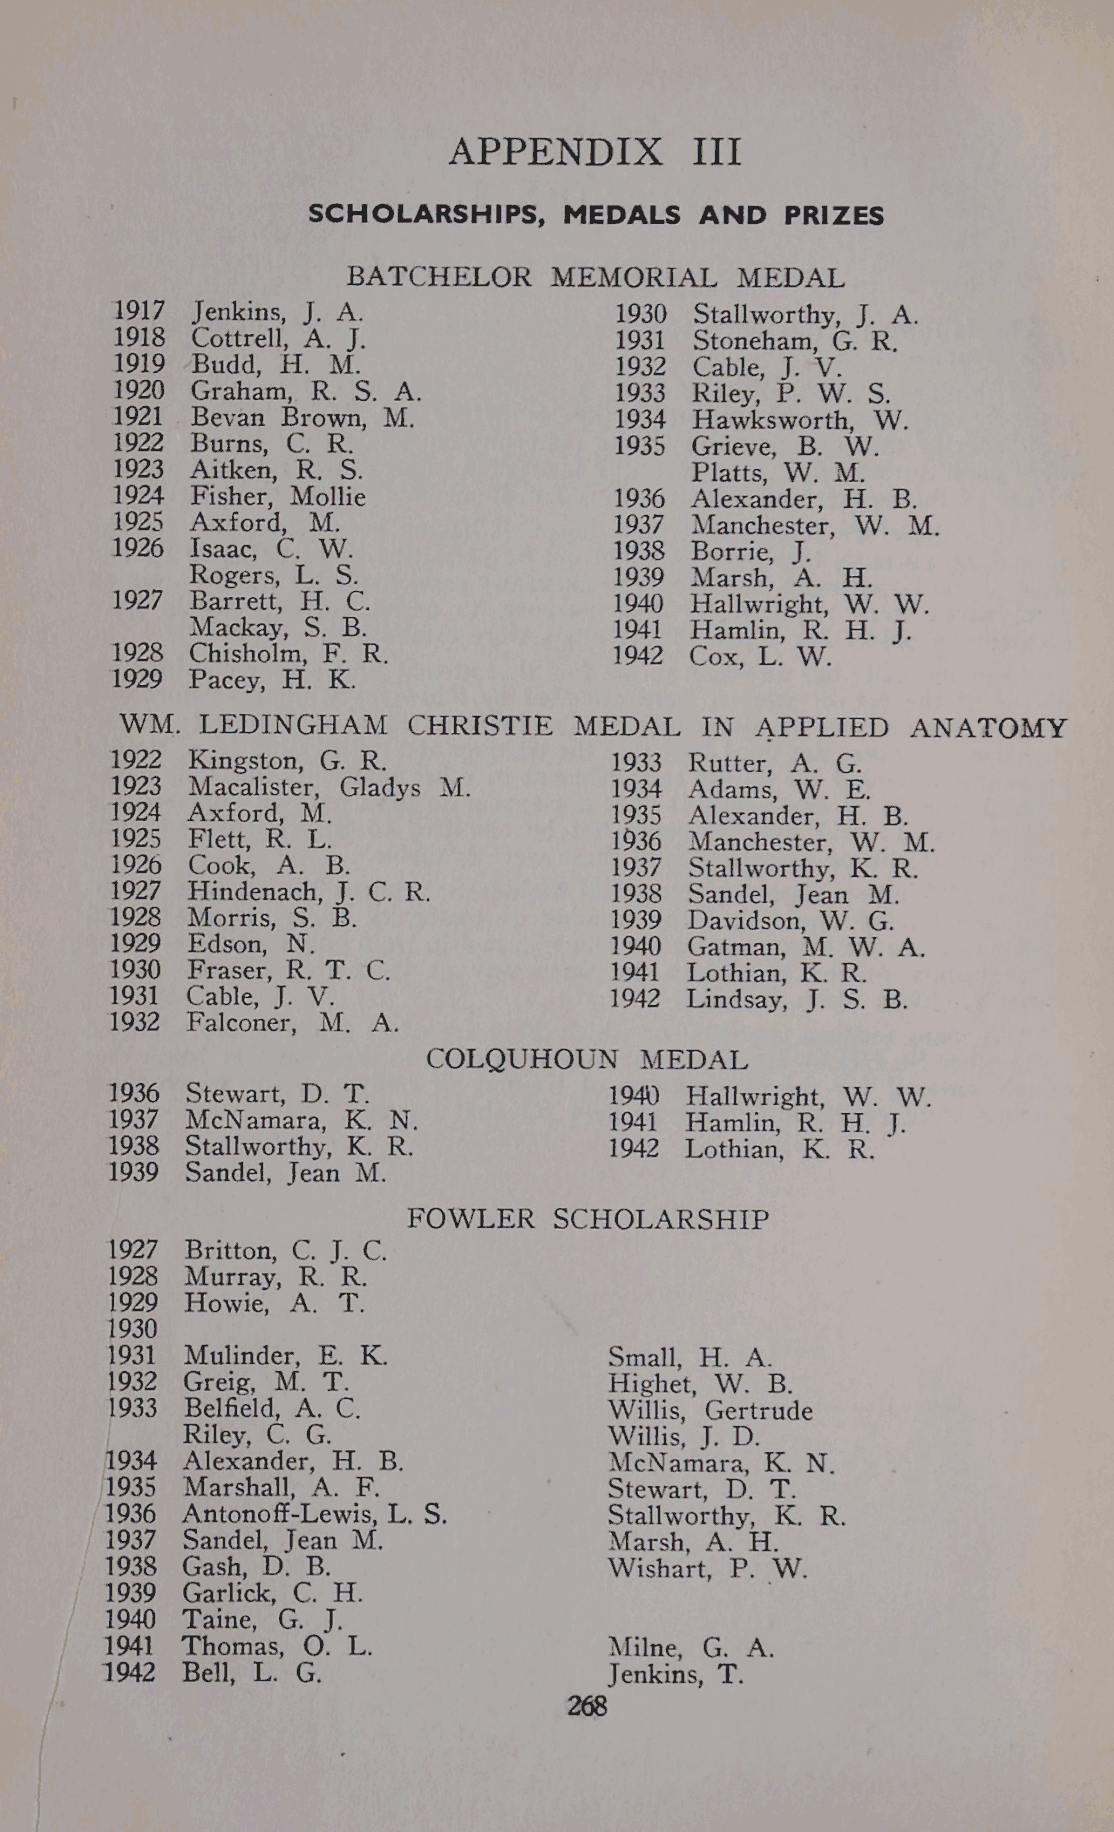 APPENDIX III
SCHOLARSHIPS, MEDALS AND PRIZES
BATCHELOR MEMORIAL MEDAL
1917 Jenkins, J. A.
1918 Cottrell, A. J.
1919 Budd, H. M.
1920 Graham, R. S. A.
1921 Bevan Brown, M.
1922 Burns, C. R.
1923 Aitken, R. S.
1924 Fisher, Mollie
1925 Axford, M.
1926 Isaac, C. W.
Rogers, L. S.
1927 Barrett, H. C.
Mackay, S. B.
1928 Chisholm, F. R.
1929 Pacey, H. K.
1930 Stallworthy, J. A.
1931 Stoneham, G. R.
1932 Cable, J. V.
1933 Riley, P. W. S.
1934 Hawksworth, W.
1935 Grieve, B. W.
Platts, W. M.
1936 Alexander, H. B.
1937 Manchester, W. M.
1938 Borrie, J.
1939 Marsh, A. H.
1940 Hallwright, W. W.
1941 Hamlin, R. H. J.
1942 Cox, L. W.
WM. LEDINGHAM CHRISTIE MEDAL IN APPLIED ANATOMY
1922 Kingston, G. R.
1923 Macalister, Gladys M.
1924 Axford, M.
1925 Flett, R. L.
1926 Cook, A. B.
1927 Hindenach, J. C. R.
1928 Morris, S. B.
1929 Edson, N.
1930 Fraser, R. T. C.
1931 Cable, J. V.
1932 Falconer, M. A.
1933 Rutter, A. G.
1934 Adams, W. E.
1935 Alexander, H. B.
1936 Manchester, W. M.
1937 Stallworthy, K. R.
1938 Sandel, Jean M.
1939 Davidson, W. G.
1940 Gatman, M. W. A.
1941 Lothian, K. R.
1942 Lindsay, J. S. B.
COLQUHOUN MEDAL
1936 Stewart, D. T.
1937 McNamara, K. N.
1938 Stallworthy, K. R.
1939 Sandel, Jean M.
1940 Hallwright, W. W.
1941 Hamlin, R. H. J.
1942 Lothian, K. R.
FOWLER SCHOLARSHIP
1927 Britton, C. J. C.
1928 Murray, R. R.
1929 Howie, A. T.
1930
1931 Mulinder, E. K. Small, H. A.
1932 Greig, M. T. Highet, W. B.
1933 Belfield, A. C. Willis, Gertrude
Riley, C. G. Willis, J. D.
1934 Alexander, H. B. McNamara, K. N.
1935 Marshall, A. F. Stewart, D. T.
1936 Antonoff-Lewis, L. S. Stallworthy, K. R.
1937 Sandel, Jean M. Marsh, A. H.
1938 Gash, D. B. Wishart, P. W.
1939 Garlick, C. H.
1940 Taine, G. J.
1941 Thomas, O. L. Milne, G. A.
1942 Bell, L. G. Jenkins, T.
268